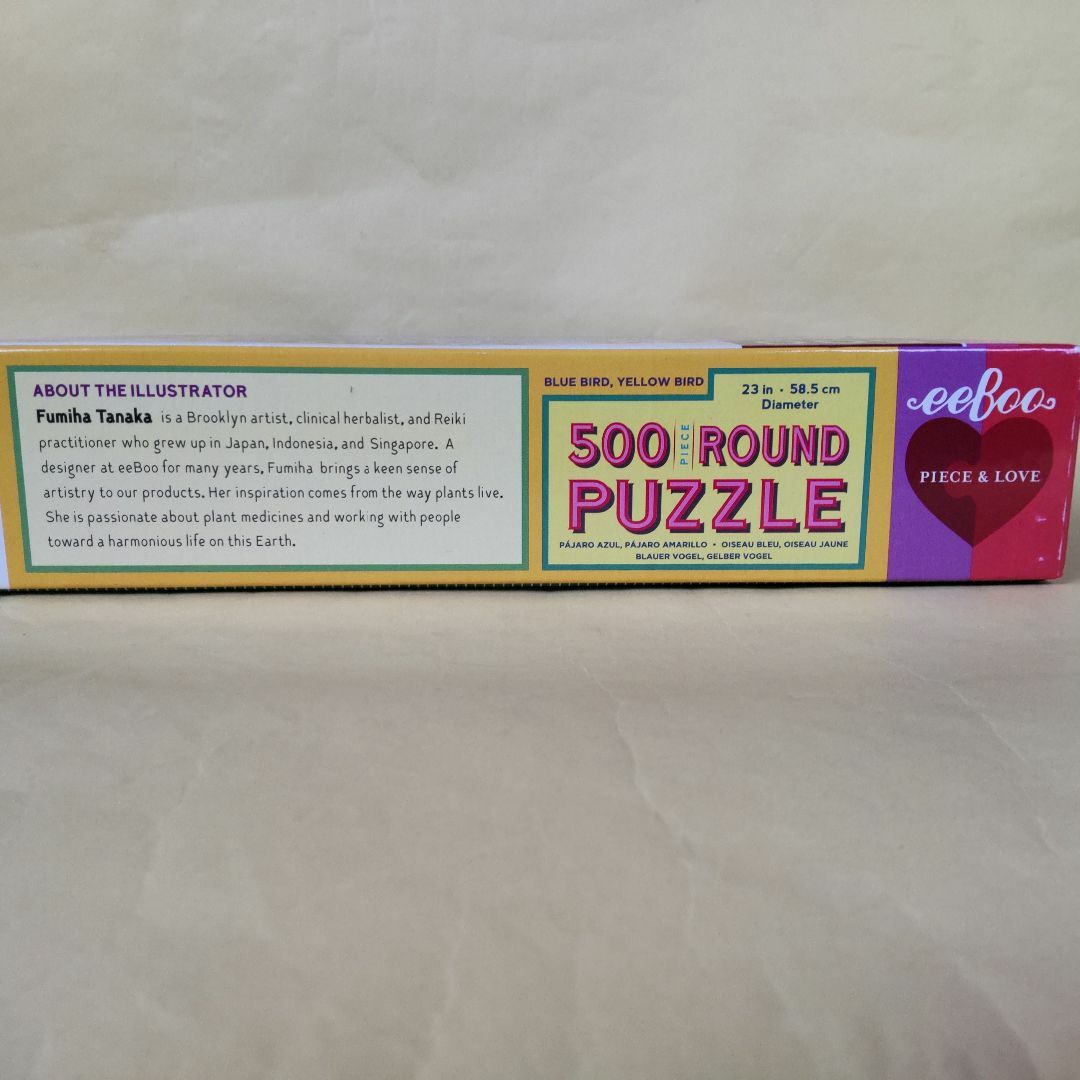 ABOUT THE ILLUSTRATOR
Fumiha Tanaka is a Brooklyn artist, clinical herbalist, and Reiki
practitioner who grew up in Japan, Indonesia, and Singapore. A
designer at eeBoo for many years, Fumiha brings a keen sense of
artistry to our products. Her inspiration comes from the way plants live.
She is passionate about plant medicines and working with people
toward a harmonious life on this Earth.
BLUE BIRD, YELLOW BIRD
23 in • 58.5 cm
Diameter
500 PIECE ROUND
PUZZLE
PÁJARO AZUL, PÁJARO AMARILLO • OISEAU BLEU, OISEAU JAUNE
BLAUER VOGEL, GELBER VOGEL
eeBoo
PIECE & LOVE